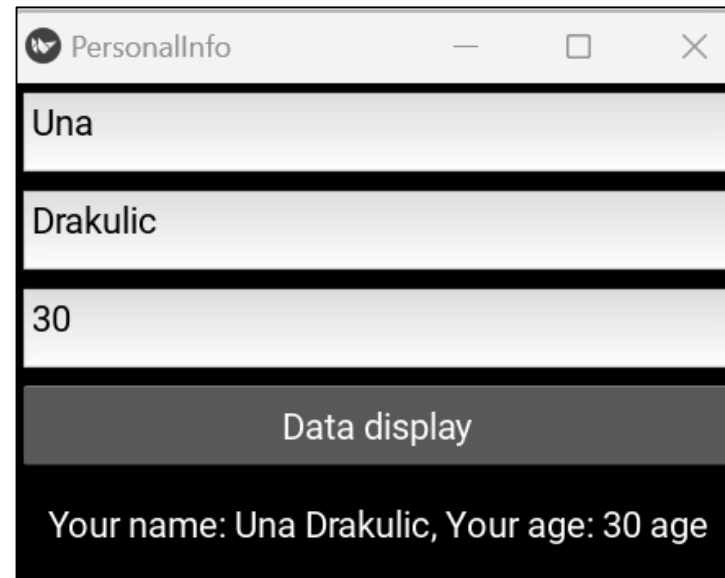 PersonalInfo
Una
Drakulic
30
Data display
Your name: Una Drakulic, Your age: 30 age